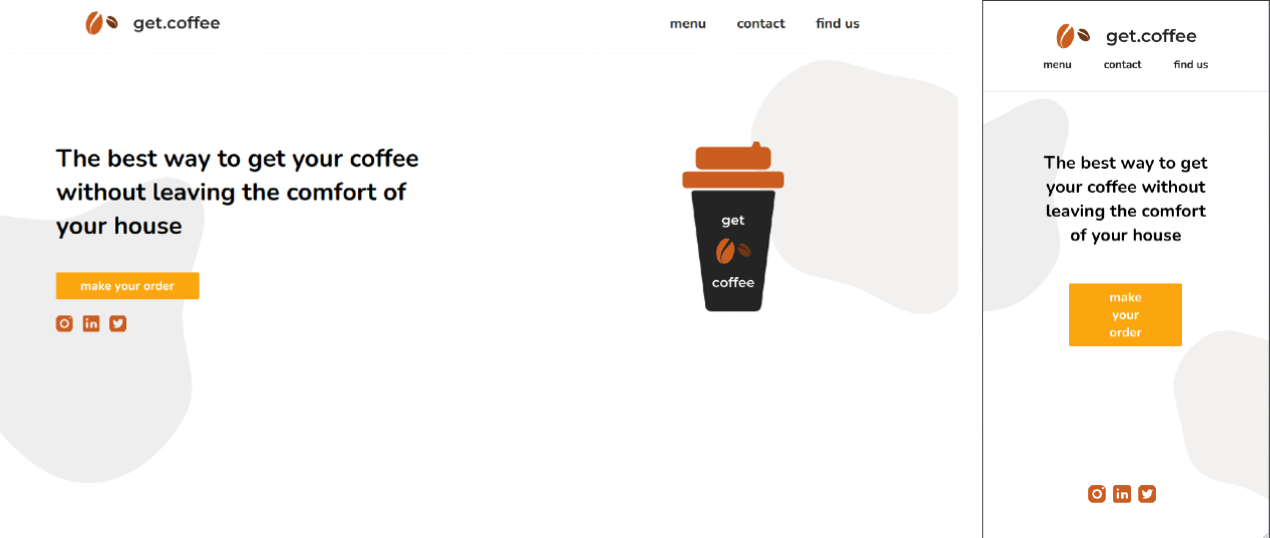 get.coffee
menu contact find us
The best way to get your coffee
without leaving the comfort of
your house
make your order
get
coffee
get.coffee
menu contact find us
The best way to get
your coffee without
leaving the comfort
of your house
make
your
order